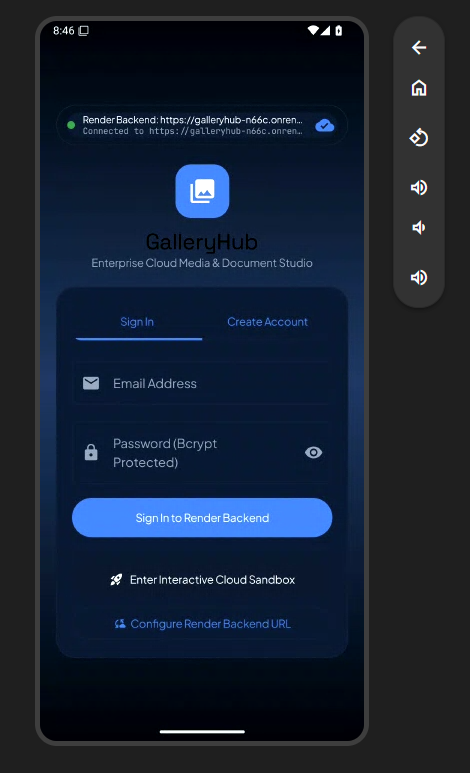 8:46
Render Backend: https://galleryhub-n66c.onren...
Connected to https://galleryhub-n66c.onren...
GalleryHub
Enterprise Cloud Media & Document Studio
Sign In
Create Account
Email Address
Password (Bcrypt
Protected)
Sign In to Render Backend
Enter Interactive Cloud Sandbox
Configure Render Backend URL